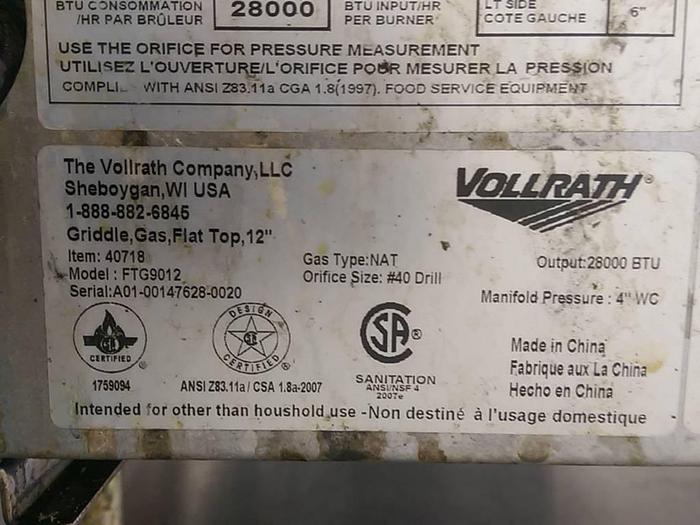 BTU CONSOMMATION
/HR PAR BRÛLEUR
28000
BTU INPUT/HR
PER BURNER
LT SIDE
COTE GAUCHE
6"
USE THE ORIFICE FOR PRESSURE MEASUREMENT
UTILISEZ L'OUVERTURE/L'ORIFICE POUR MESURER LA PRESSION
WITH ANSI Z83.11a CGA 1.8(1997). FOOD SERVICE EQUIPMENT
The Vollrath Company,LLC
Sheboygan,WI USA
1-888-882-6845
Griddle,Gas,Flat Top,12"
Item: 40718
Model : FTG9012
Serial:A01-00147628-0020
Gas Type:NAT
Orifice Size: #40 Drill
VOLLRATH®
Output:28000 BTU
Manifold Pressure : 4" WC
CERTIFIED ®
1759094
DESIGN
CERTIFIED ®
ANSI Z83.11a / CSA 1.8a-2007
SA ®
SANITATION
ANSI/NSF 4
2007e
Made in China
Fabrique aux La China
Hecho en China
Intended for other than houshold use -Non destiné à l'usage domestique